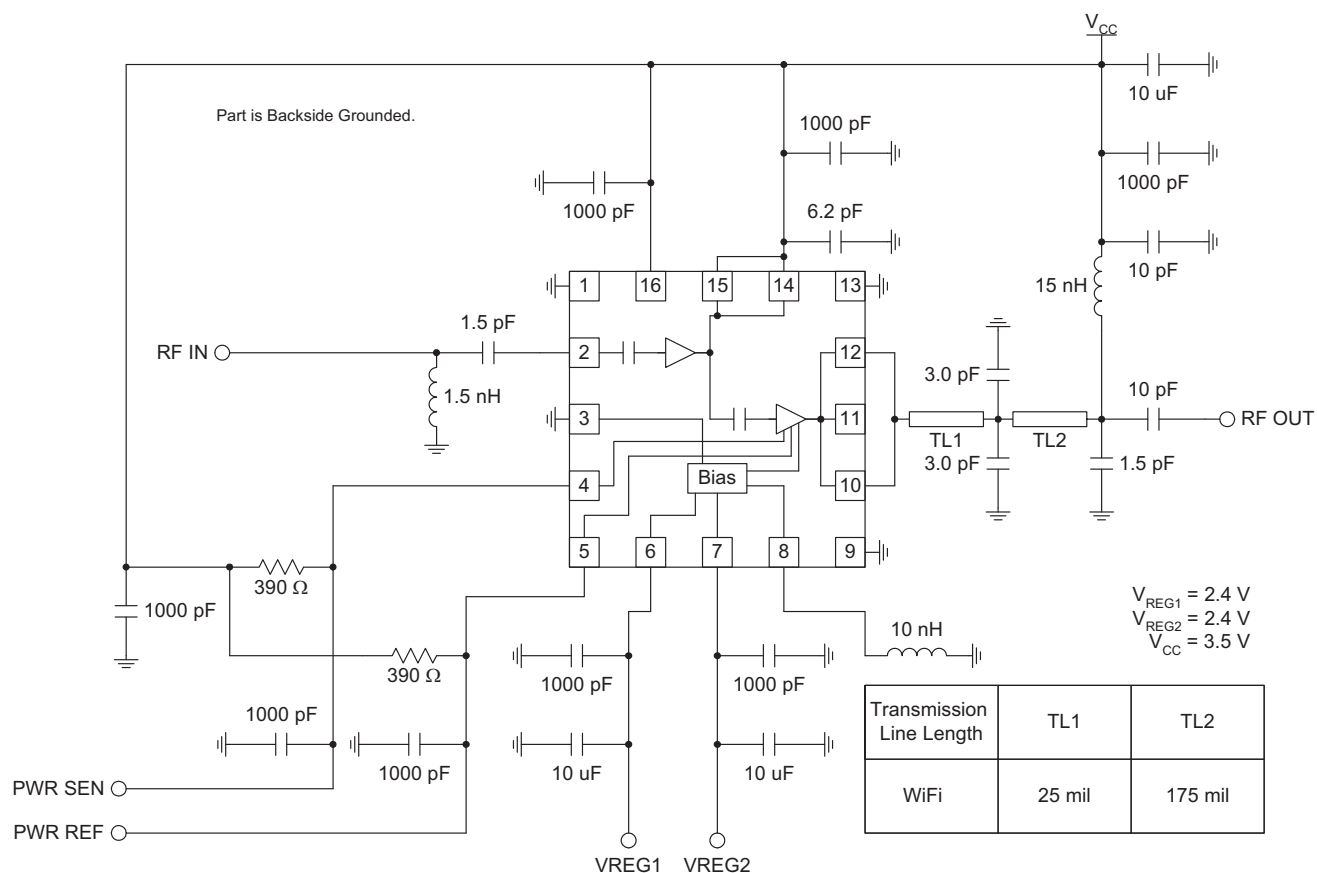 V_CC
10 uF
Part is Backside Grounded.
1000 pF
1000 pF
1000 pF
6.2 pF
10 pF
15 nH
1
16
15
14
13
1.5 pF
RF IN
2
12
3.0 pF
10 pF
1.5 nH
3
11
RF OUT
TL1
TL2
3.0 pF
1.5 pF
4
Bias
10
5
6
7
8
9
390 Ω
1000 pF
V_REG1 = 2.4 V
V_REG2 = 2.4 V
V_CC = 3.5 V
10 nH
390 Ω
1000 pF
1000 pF
Transmission Line Length
TL1
TL2
1000 pF
1000 pF
10 uF
10 uF
WiFi
25 mil
175 mil
PWR SEN
PWR REF
VREG1
VREG2